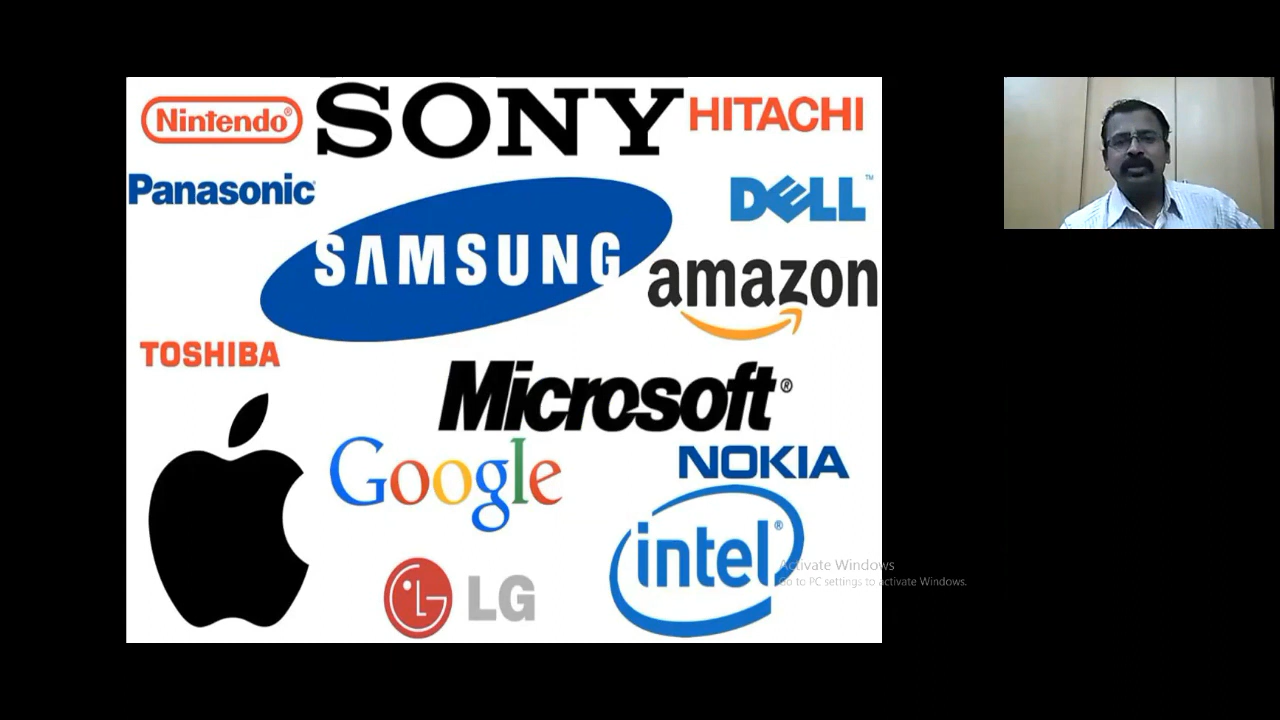 Nintendo®
SONY
HITACHI
Panasonic
SAMSUNG
DELL™
amazon
TOSHIBA
Microsoft®
Google
NOKIA
intel®
LG
Activate Windows
Go to PC settings to activate Windows.